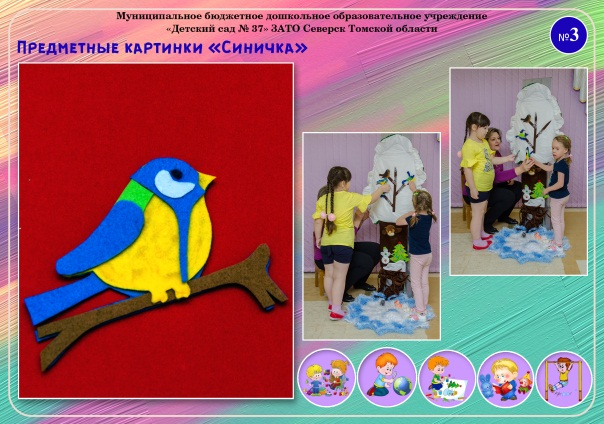 Муниципальное бюджетное дошкольное образовательное учреждение
«Детский сад № 37» ЗАТО Северск Томской области
Предметные картинки «Синичка»
№3